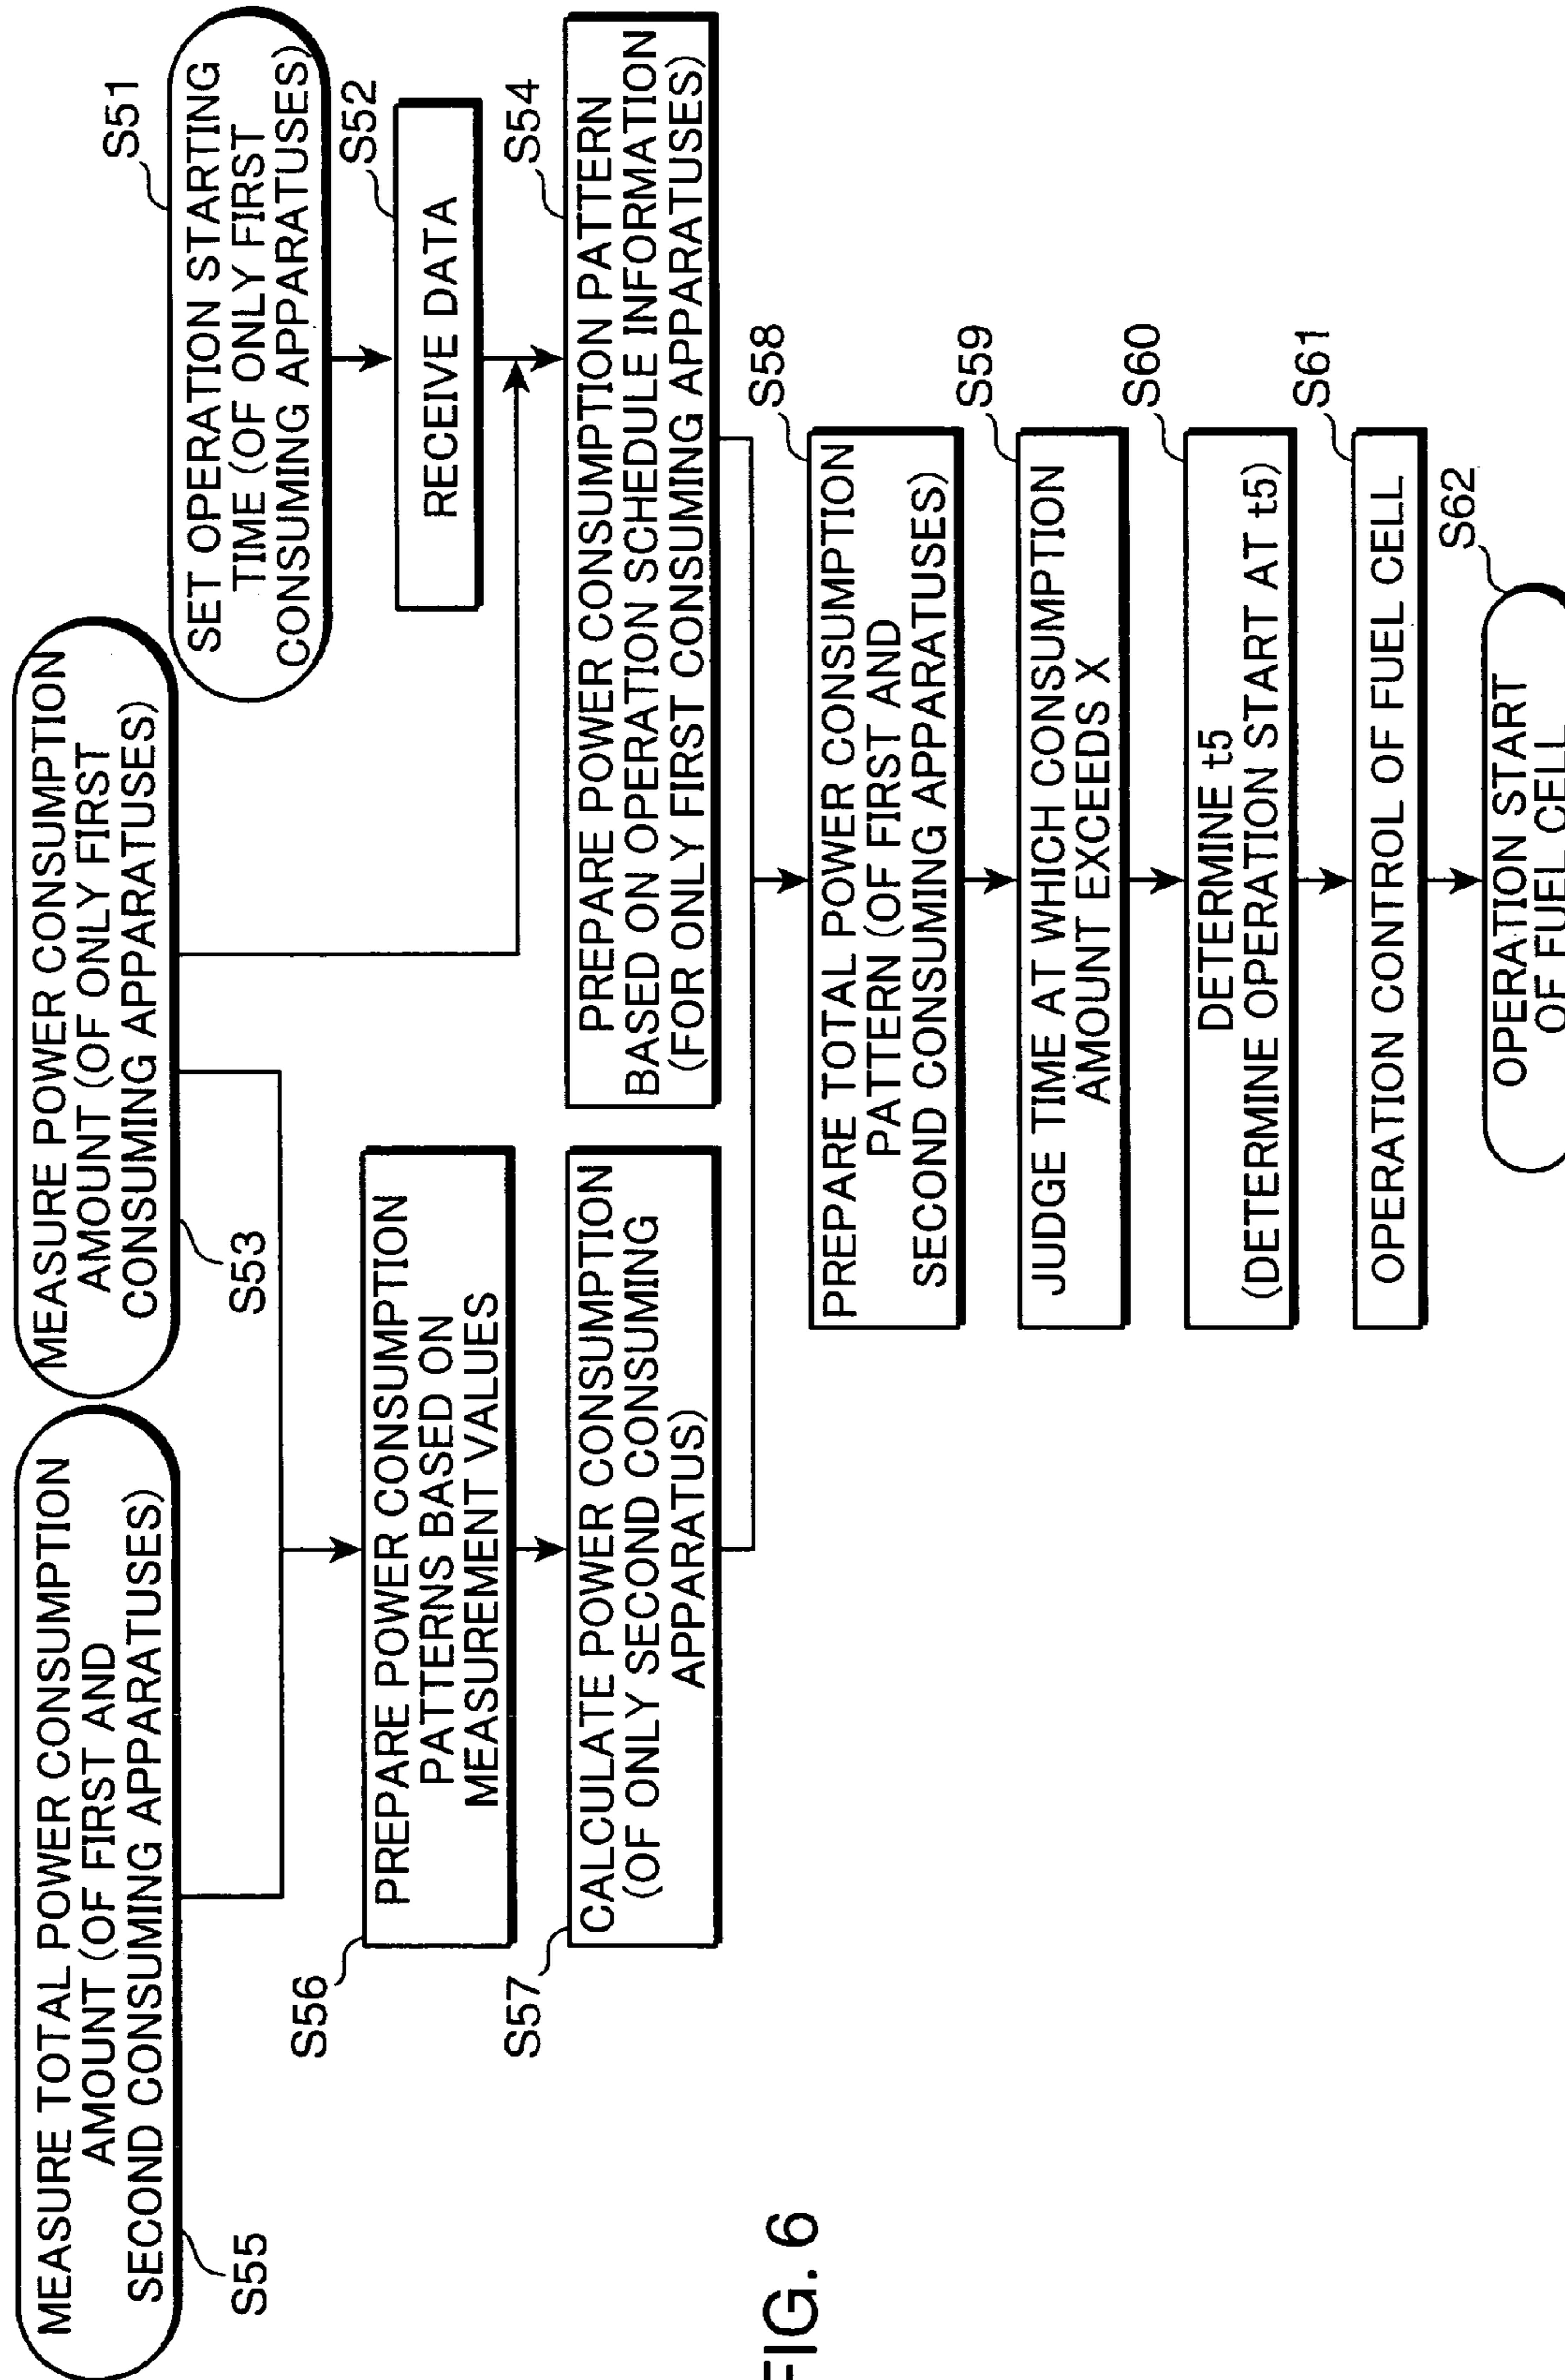 FIG. 6
MEASURE TOTAL POWER CONSUMPTION
AMOUNT (OF FIRST AND
SECOND CONSUMING APPARATUSES)
S55
MEASURE POWER CONSUMPTION
AMOUNT (OF ONLY FIRST
CONSUMING APPARATUSES)
S53
S51
SET OPERATION STARTING
TIME (OF ONLY FIRST
CONSUMING APPARATUSES)
S52
RECEIVE DATA
S56
PREPARE POWER CONSUMPTION
PATTERNS BASED ON
MEASUREMENT VALUES
S57
CALCULATE POWER CONSUMPTION
(OF ONLY SECOND CONSUMING
APPARATUS)
S54
PREPARE POWER CONSUMPTION PATTERN
BASED ON OPERATION SCHEDULE INFORMATION
(FOR ONLY FIRST CONSUMING APPARATUSES)
S58
PREPARE TOTAL POWER CONSUMPTION
PATTERN (OF FIRST AND
SECOND CONSUMING APPARATUSES)
S59
JUDGE TIME AT WHICH CONSUMPTION
AMOUNT EXCEEDS X
S60
DETERMINE t5
(DETERMINE OPERATION START AT t5)
S61
OPERATION CONTROL OF FUEL CELL
S62
OPERATION START
OF FUEL CELL